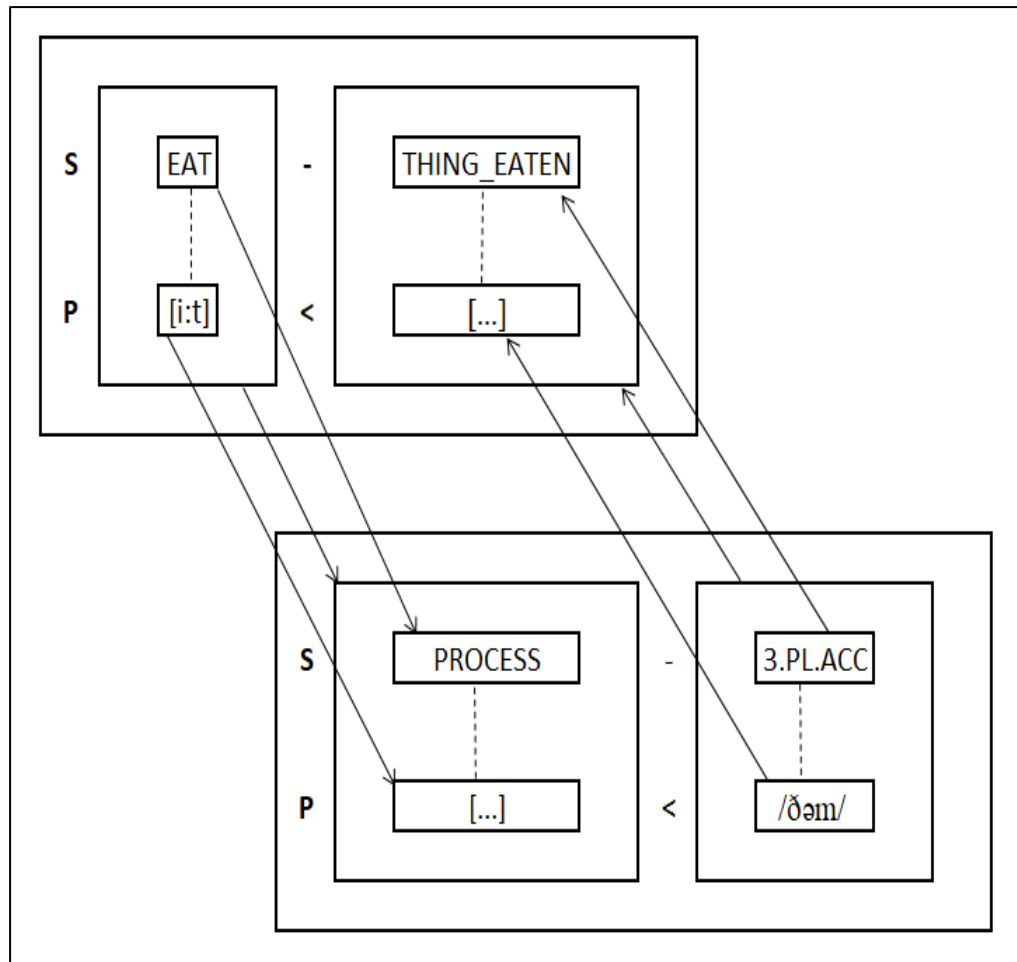 S EAT - THING_EATEN
P [i:t] < [...]
S PROCESS - 3.PL.ACC
P [...] < /ðəm/